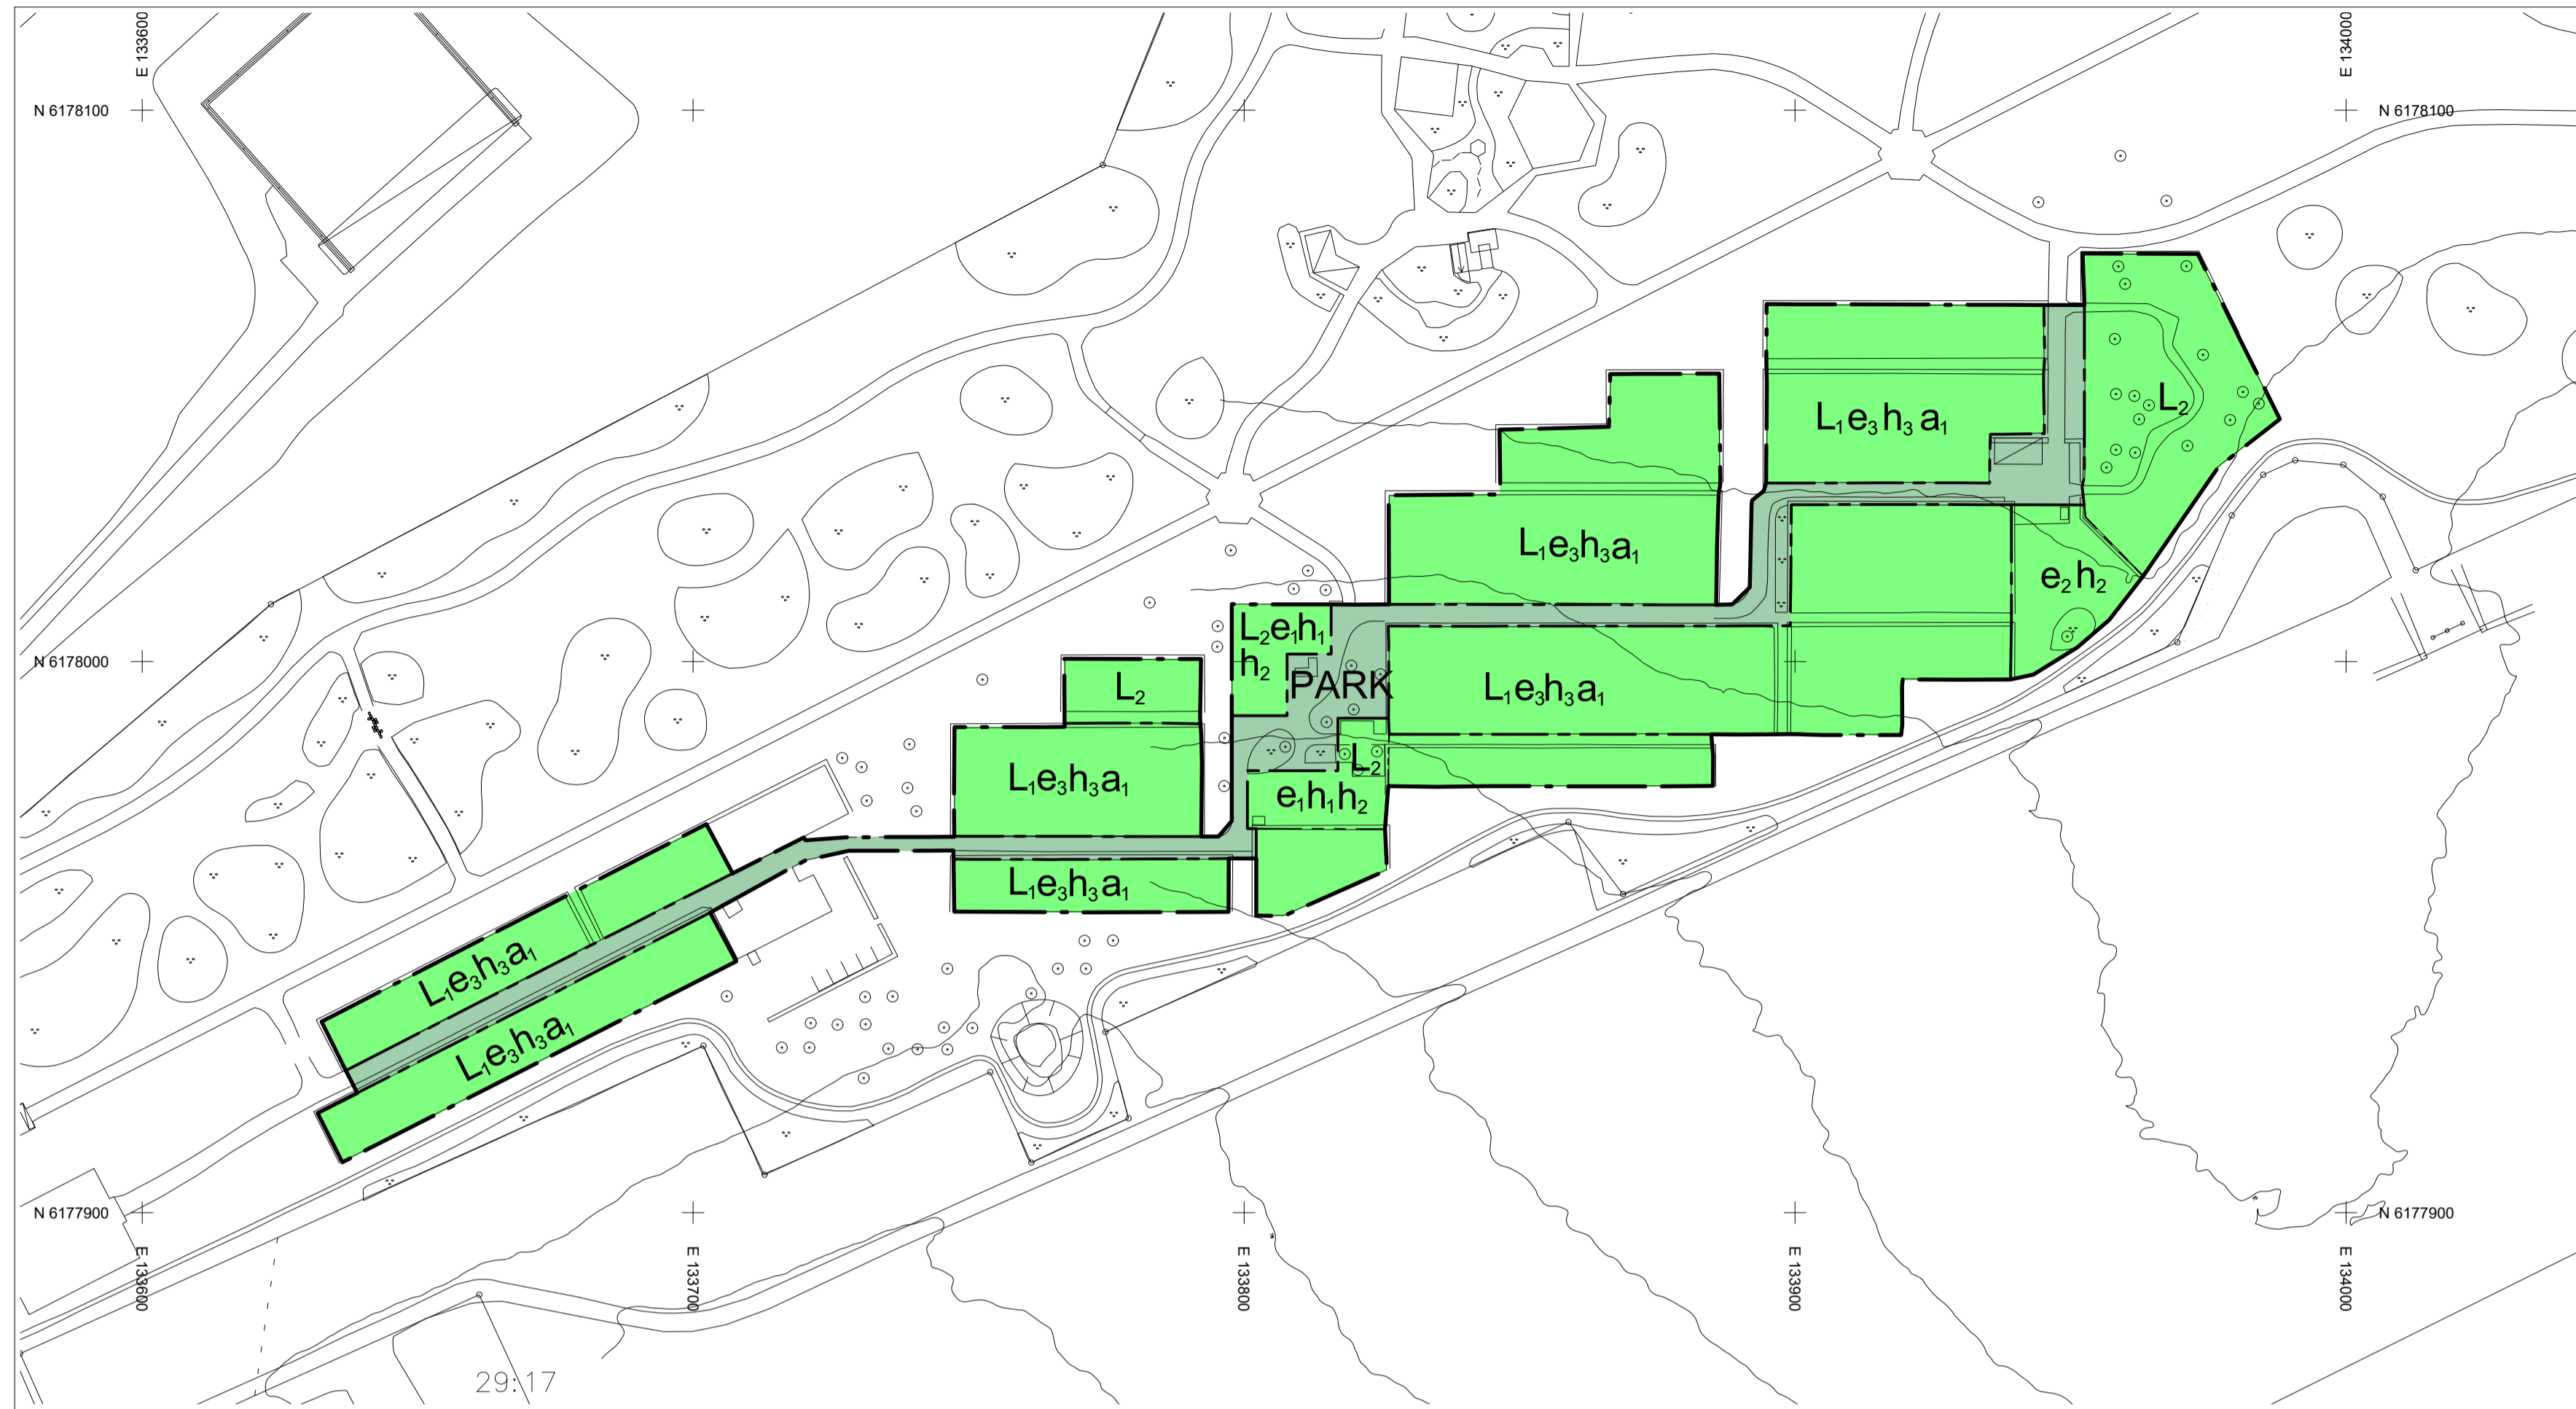 E 133600
E 134000
N 6178100
N 6178100
L₂
L₁e₃h₃a₁
L₁e₃h₃a₁
e₂h₂
L₂e₁h₁
h₂
N 6178000
PARK
L₂
L₁e₃h₃a₁
L₂
L₁e₃h₃a₁
e₁h₁h₂
L₁e₃h₃a₁
L₁e₃h₃a₁
L₁e₃h₃a₁
N 6177900
N 6177900
E 133600
E 133700
E 133800
E 133900
E 134000
29:17